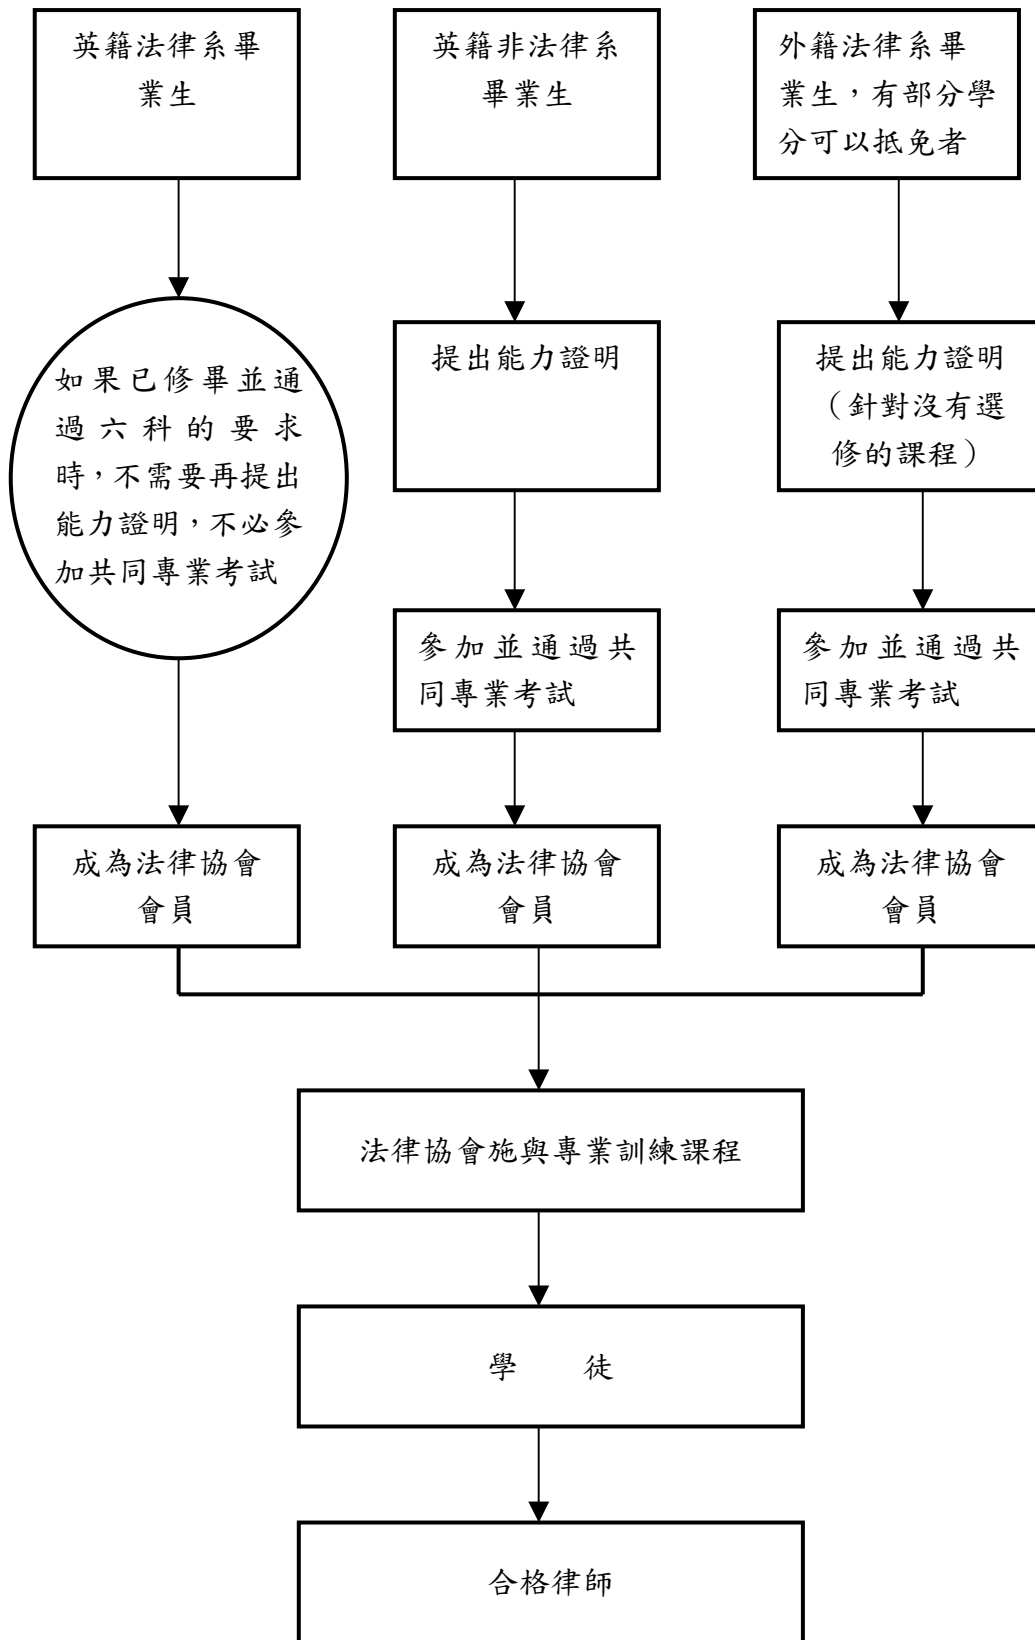 英籍法律系畢
業生
英籍非法律系
畢業生
外籍法律系畢
業生，有部分學
分可以抵免者
如果已修畢並通
過六科的要求
時，不需要再提出
能力證明，不必參
加共同專業考試
提出能力證明
提出能力證明
（針對沒有選
修的課程）
參加並通過共
同專業考試
參加並通過共
同專業考試
成為法律協會
會員
成為法律協會
會員
成為法律協會
會員
法律協會施與專業訓練課程
學　　徒
合格律師